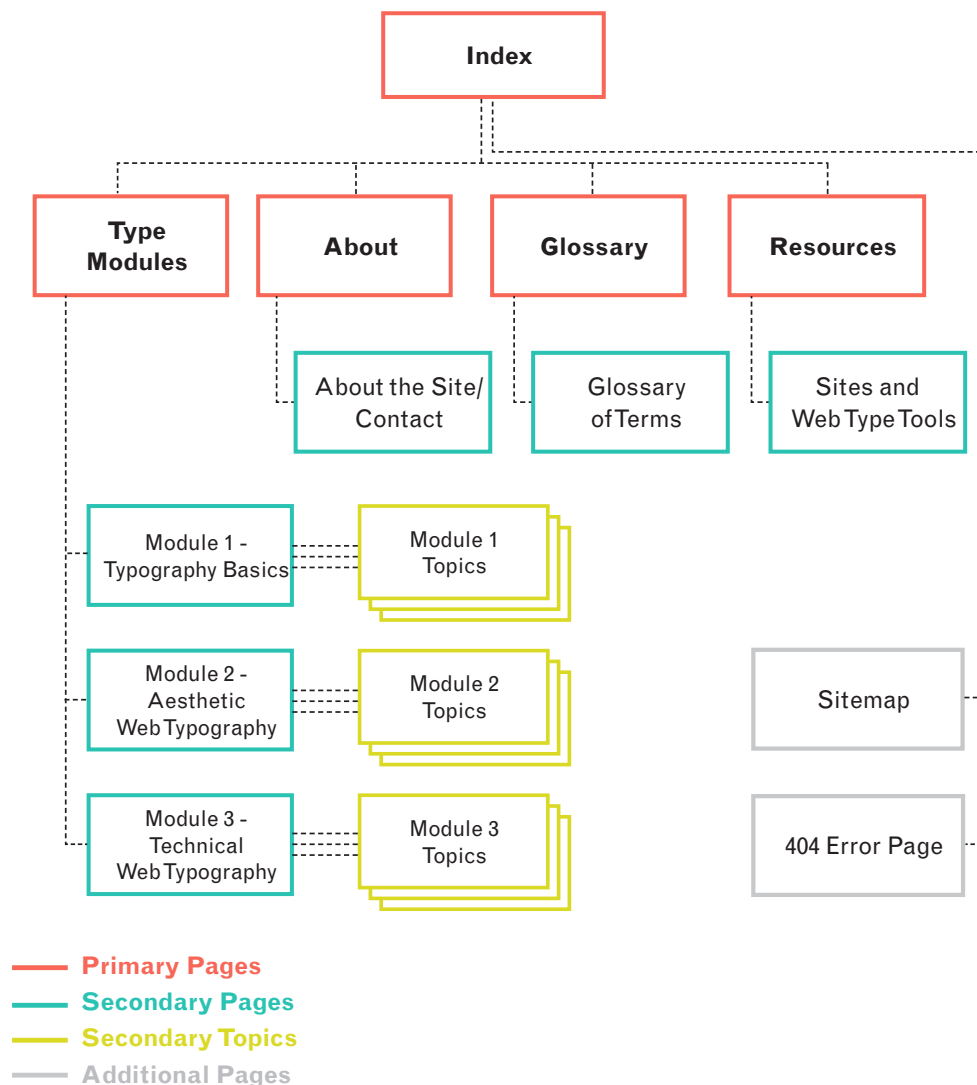 Index
Type
Modules
About
Glossary
Resources
About the Site/
Contact
Glossary
of Terms
Sites and
Web Type Tools
Module 1 -
Typography Basics
Module 1
Topics
Module 2 -
Aesthetic
Web Typography
Module 2
Topics
Sitemap
Module 3 -
Technical
Web Typography
Module 3
Topics
404 Error Page
Primary Pages
Secondary Pages
Secondary Topics
Additional Pages